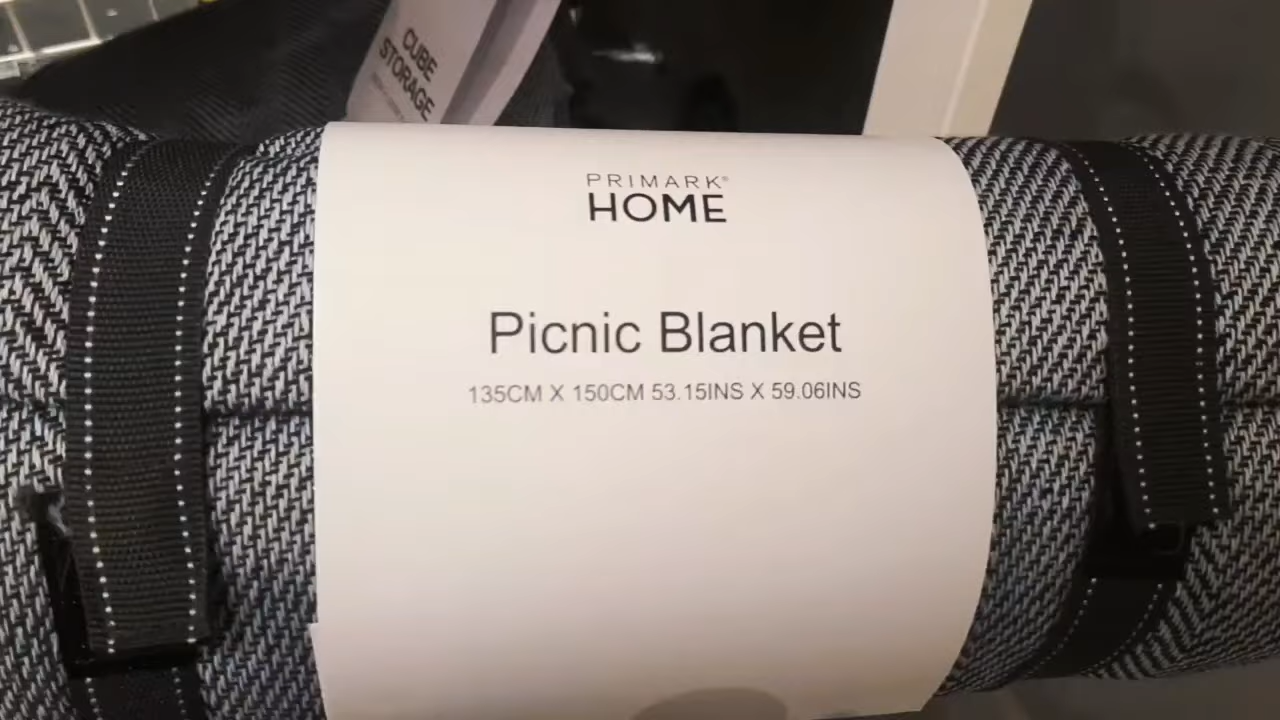 CUBE
STORAGE
PRIMARK®
HOME
Picnic Blanket
135CM X 150CM 53.15INS X 59.06INS